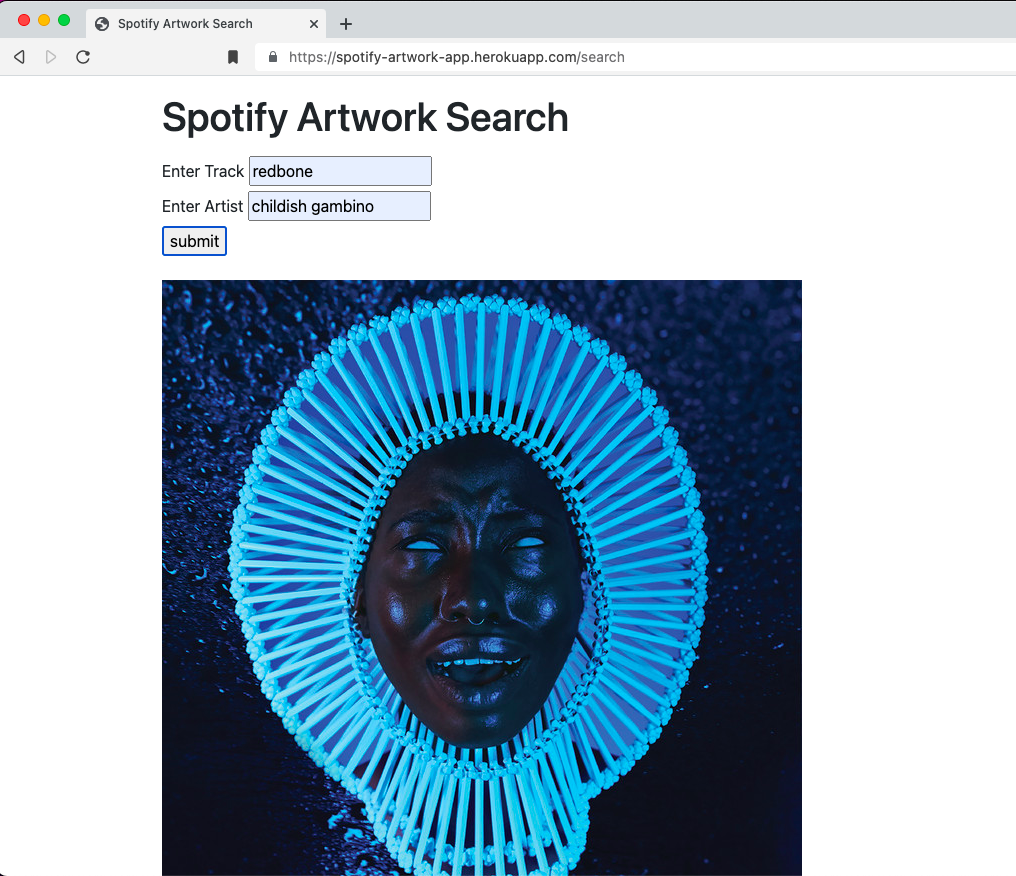 Spotify Artwork Search
https://spotify-artwork-app.herokuapp.com/search
Spotify Artwork Search
Enter Track redbone
Enter Artist childish gambino
submit